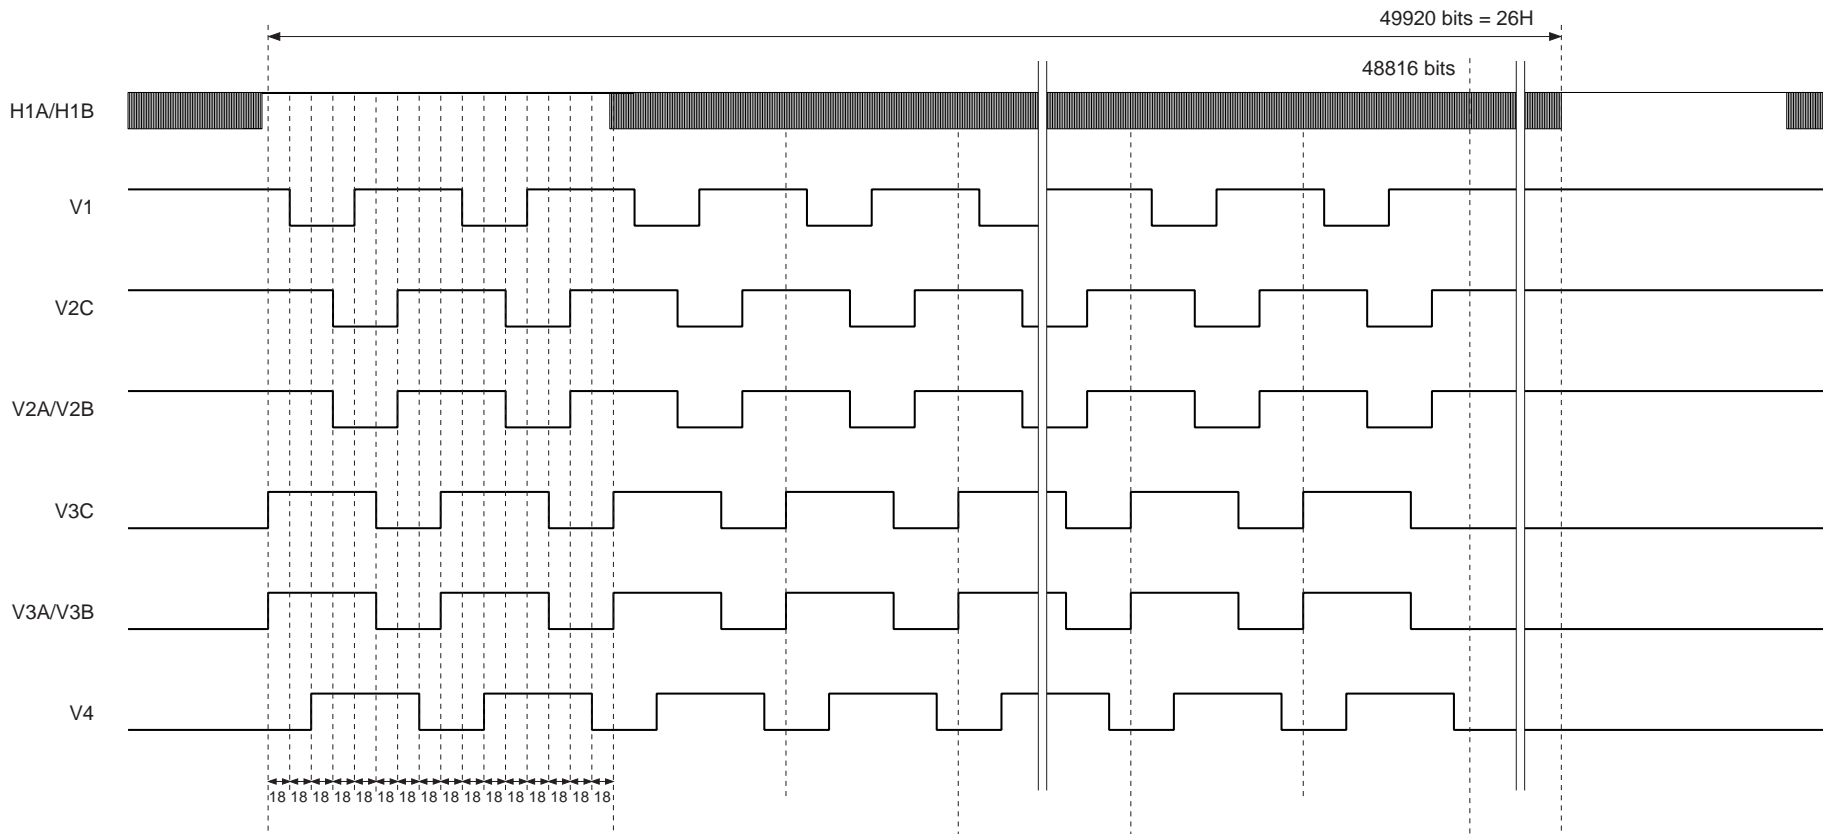 49920 bits = 26H
48816 bits
H1A/H1B
V1
V2C
V2A/V2B
V3C
V3A/V3B
V4
18 18 18 18 18 18 18 18 18 18 18 18 18 18 18 18